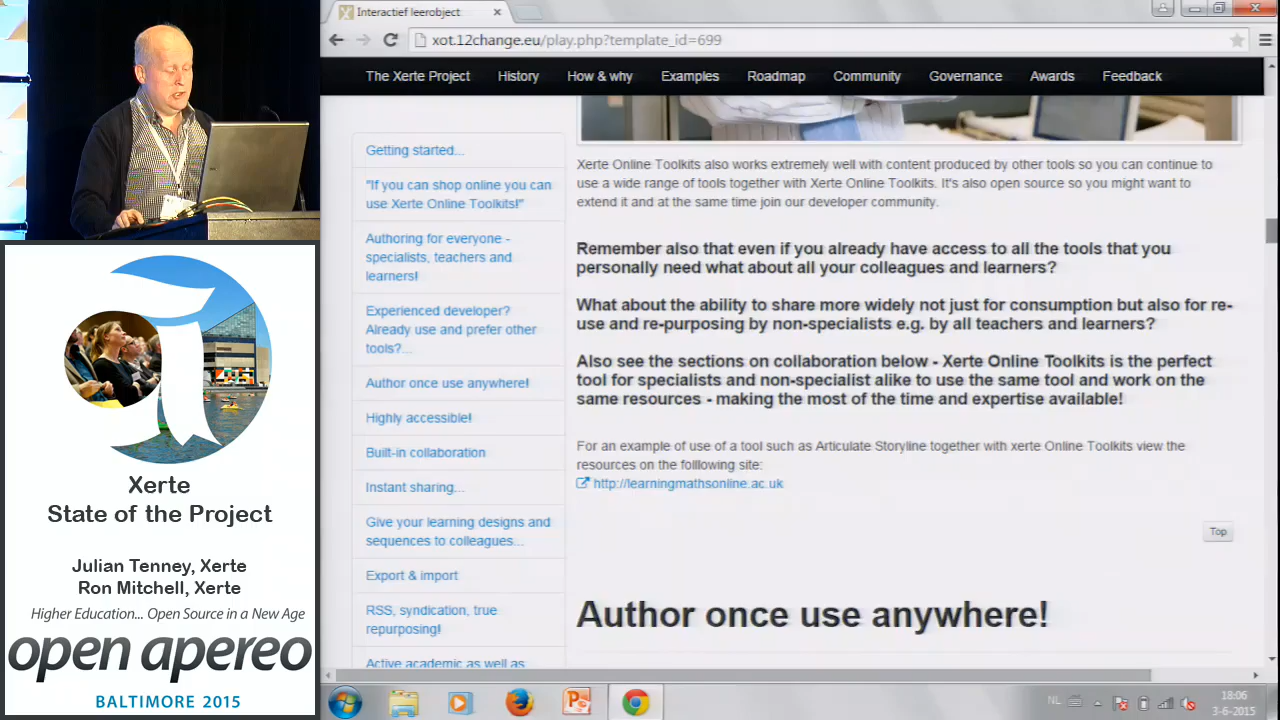 Interactief leerobject
xot.12change.eu/play.php?template_id=699
The Xerte Project
History
How & why
Examples
Roadmap
Community
Governance
Awards
Feedback
Getting started...
"If you can shop online you can
use Xerte Online Toolkits!"
Authoring for everyone -
specialists, teachers and
learners!
Experienced developer?
Already use and prefer other
tools?...
Author once use anywhere!
Highly accessible!
Built-in collaboration
Instant sharing...
Give your learning designs and
sequences to colleagues...
Export & import
RSS, syndication, true
repurposing!
Active academic as well as
Xerte Online Toolkits also works extremely well with content produced by other tools so you can continue to
use a wide range of tools together with Xerte Online Toolkits. It's also open source so you might want to
extend it and at the same time join our developer community.
Remember also that even if you already have access to all the tools that you
personally need what about all your colleagues and learners?
What about the ability to share more widely not just for consumption but also for re-
use and re-purposing by non-specialists e.g. by all teachers and learners?
Also see the sections on collaboration below - Xerte Online Toolkits is the perfect
tool for specialists and non-specialist alike to use the same tool and work on the
same resources - making the most of the time and expertise available!
For an example of use of a tool such as Articulate Storyline together with xerte Online Toolkits view the
resources on the folllowing site:
http://learningmathsonline.ac.uk
Top
Author once use anywhere!
NL
18:06
3-6-2015
Xerte
State of the Project
Julian Tenney, Xerte
Ron Mitchell, Xerte
Higher Education... Open Source in a New Age
open apereo
BALTIMORE 2015